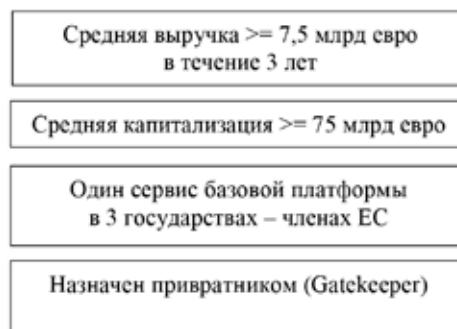 Средняя выручка >= 7,5 млрд евро
в течение 3 лет
Средняя капитализация >= 75 млрд евро
Один сервис базовой платформы
в 3 государствах – членах ЕС
Назначен привратником (Gatekeeper)